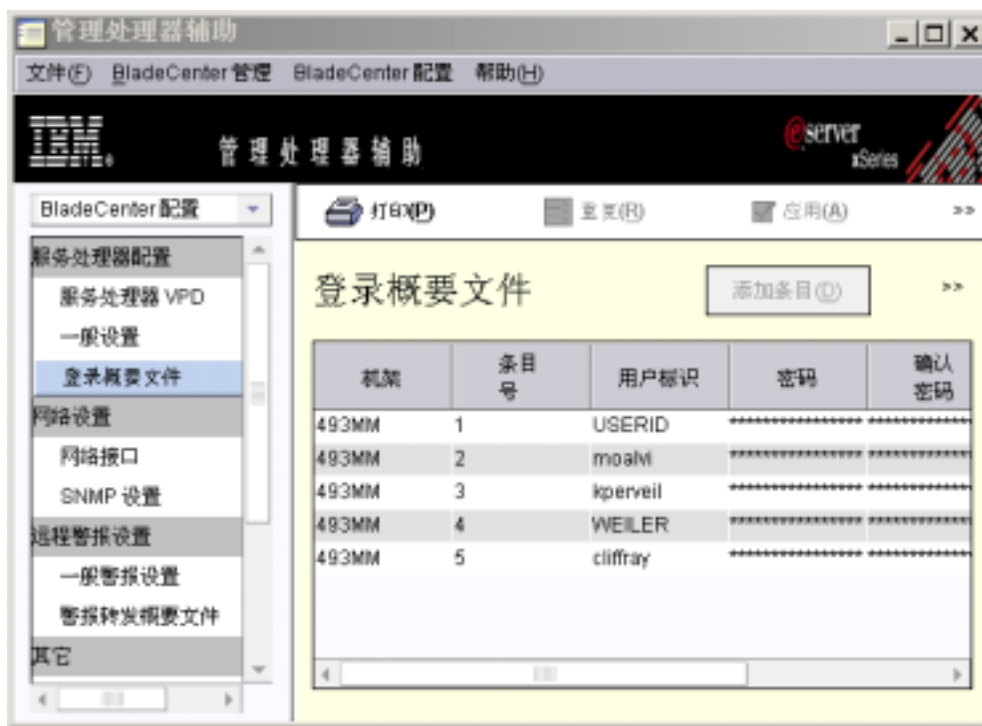 管理处理器辅助
文件(F) BladeCenter 管理 BladeCenter 配置 帮助(H)
IBM
管理处理器辅助
eserver
xSeries
BladeCenter 配置
打印(P) 重复(R) 应用(A) >>
服务处理器配置
服务处理器 VPD
一般设置
登录概要文件
网络设置
网络接口
SNMP 设置
远程警报设置
一般警报设置
警报转发概要文件
其它
登录概要文件 添加条目(D) >>
机架 条目号 用户标识 密码 确认密码
493MM 1 USERID **************** *************
493MM 2 moalvi **************** *************
493MM 3 kperveil **************** *************
493MM 4 WEILER **************** *************
493MM 5 cliffray **************** *************